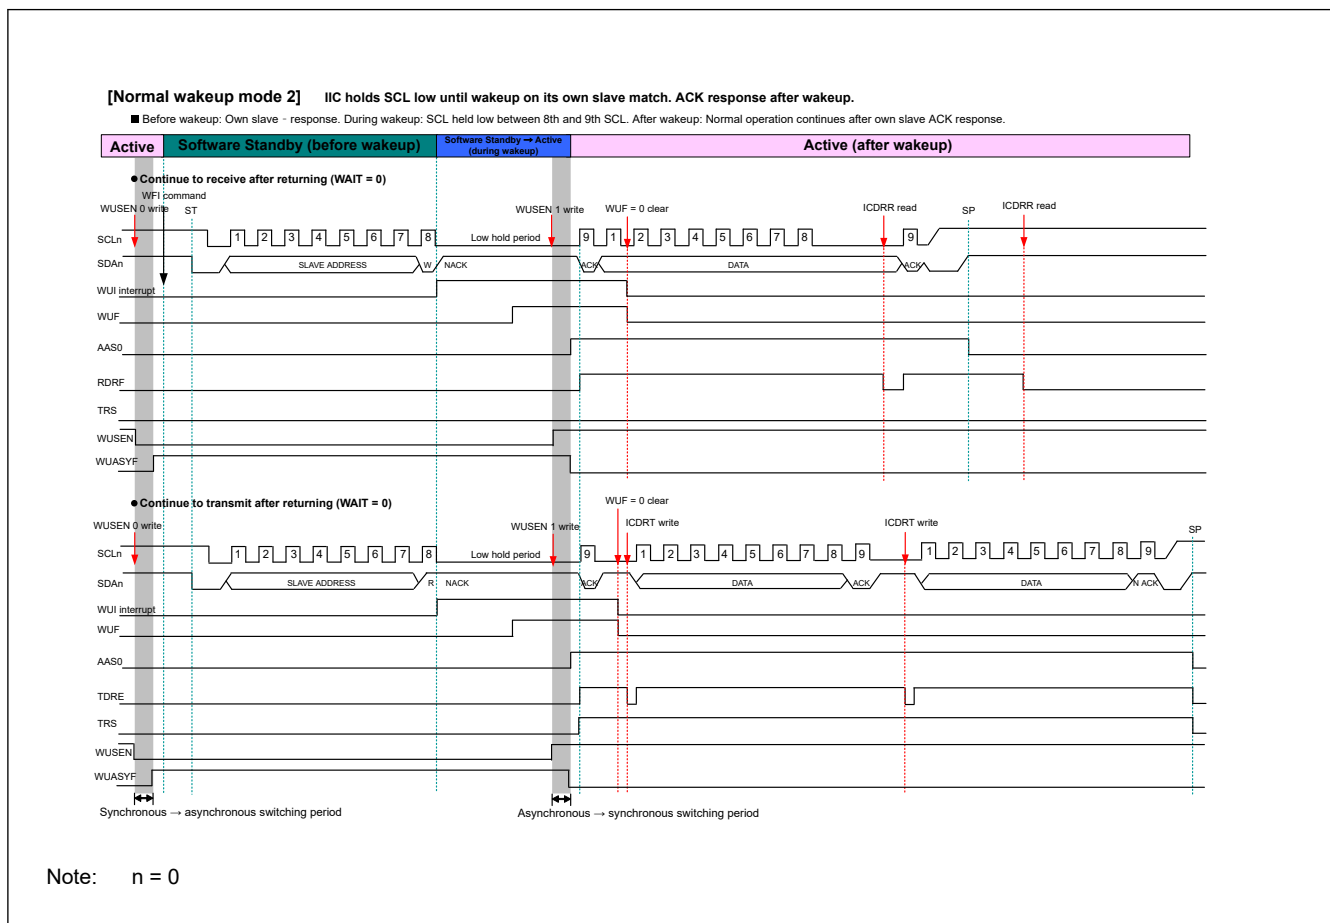 [Normal wakeup mode 2] IIC holds SCL low until wakeup on its own slave match. ACK response after wakeup.
■ Before wakeup: Own slave - response. During wakeup: SCL held low between 8th and 9th SCL. After wakeup: Normal operation continues after own slave ACK response.
Active Software Standby (before wakeup) Software Standby → Active (during wakeup) Active (after wakeup)
● Continue to receive after returning (WAIT = 0)
WFI command
WUSEN 0 write ST WUSEN 1 write WUF = 0 clear ICDRR read SP ICDRR read
SCLn 1 2 3 4 5 6 7 8 Low hold period 9 1 2 3 4 5 6 7 8 9
SDAn SLAVE ADDRESS W NACK ACK DATA ACK
WUI interrupt
WUF
AAS0
RDRF
TRS
WUSEN
WUASYF
● Continue to transmit after returning (WAIT = 0)
WUF = 0 clear
WUSEN 0 write WUSEN 1 write ICDRT write ICDRT write SP
SCLn 1 2 3 4 5 6 7 8 Low hold period 9 1 2 3 4 5 6 7 8 9 1 2 3 4 5 6 7 8 9
SDAn SLAVE ADDRESS R NACK ACK DATA ACK DATA N ACK
WUI interrupt
WUF
AAS0
TDRE
TRS
WUSEN
WUASYF
Synchronous → asynchronous switching period Asynchronous → synchronous switching period
Note: n = 0